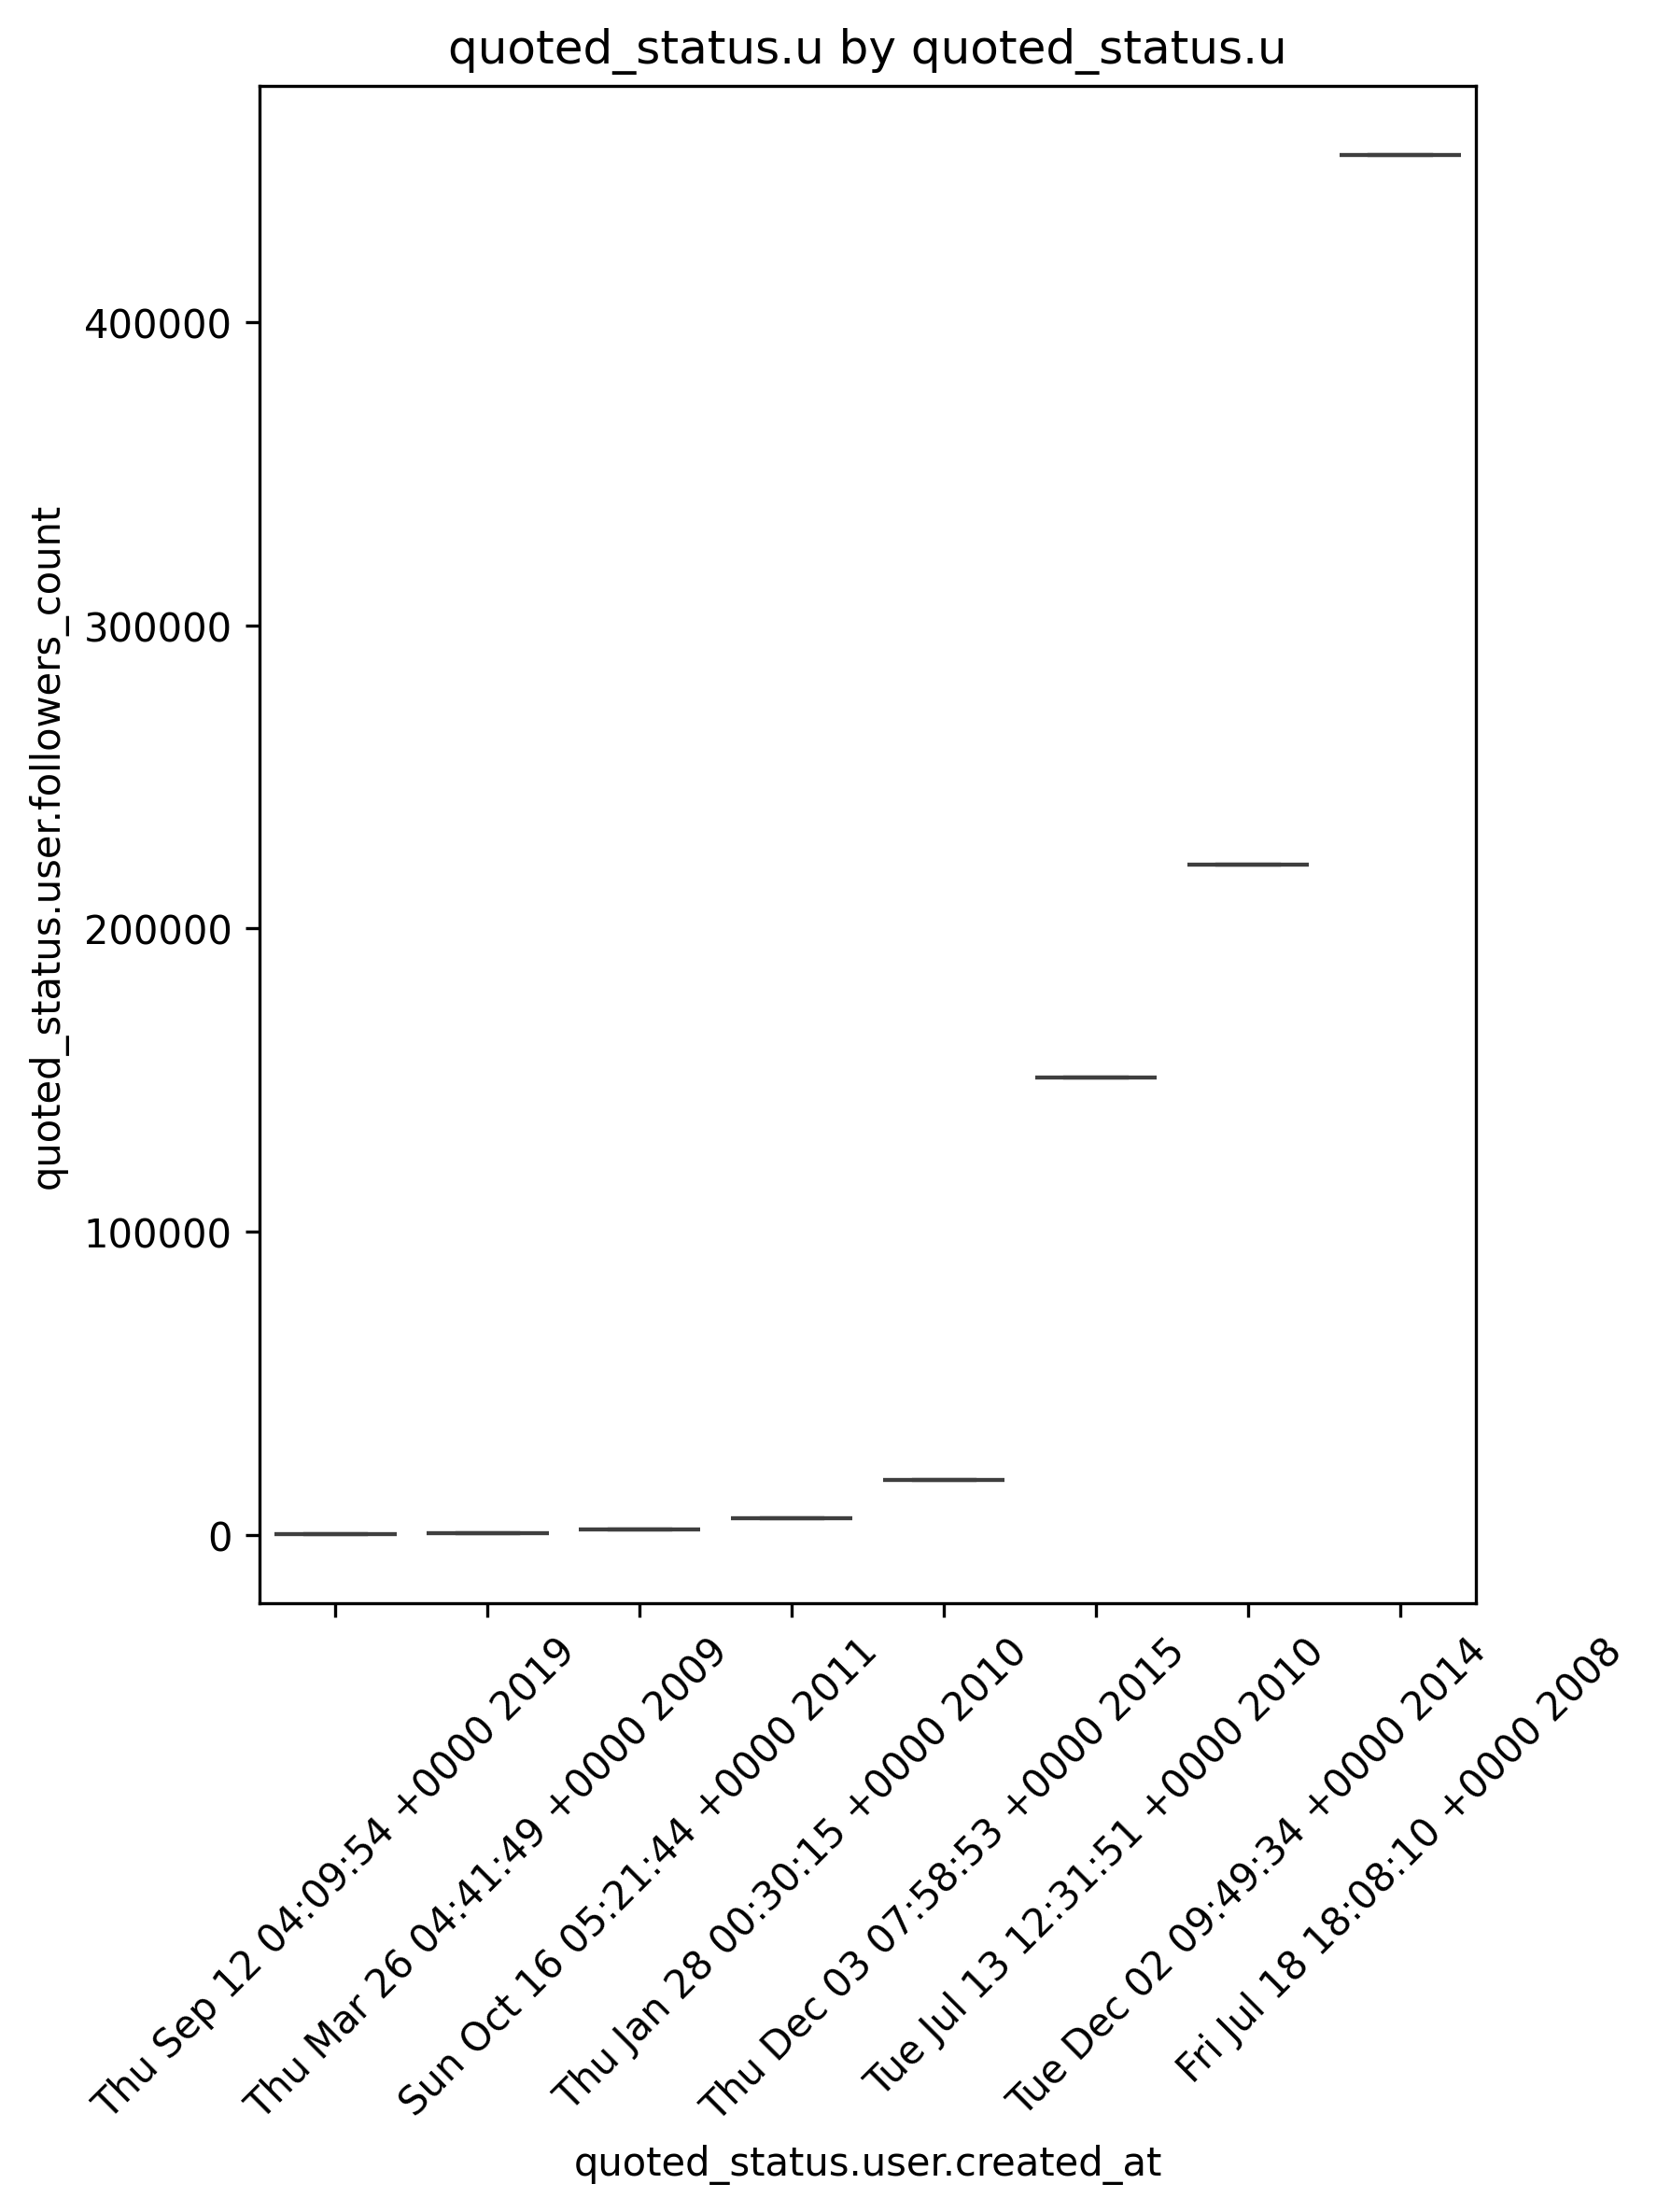 quoted_status.u by quoted_status.u
quoted_status.user.followers_count
400000
300000
200000
100000
0
Thu Sep 12 04:09:54 +0000 2019
Thu Mar 26 04:41:49 +0000 2009
Sun Oct 16 05:21:44 +0000 2011
Thu Jan 28 00:30:15 +0000 2010
Thu Dec 03 07:58:53 +0000 2015
Tue Jul 13 12:31:51 +0000 2010
Tue Dec 02 09:49:34 +0000 2014
Fri Jul 18 18:08:10 +0000 2008
quoted_status.user.created_at